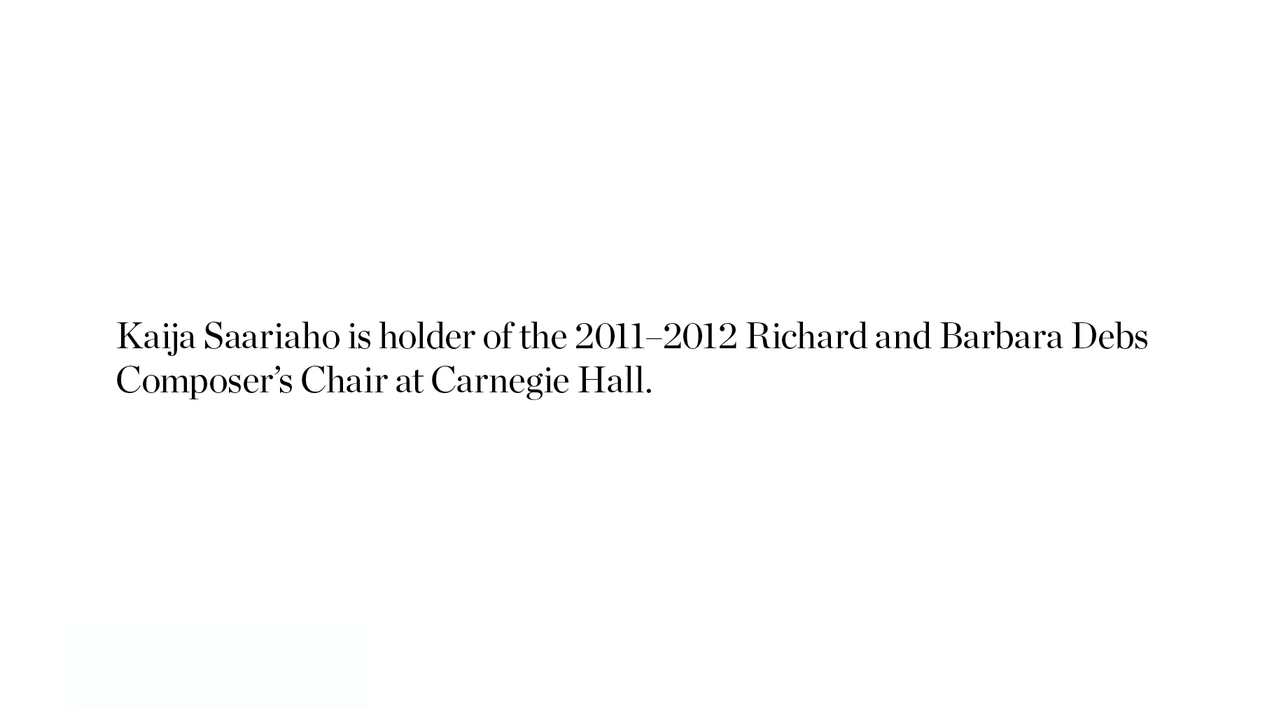 Kaija Saariaho is holder of the 2011–2012 Richard and Barbara Debs
Composer’s Chair at Carnegie Hall.